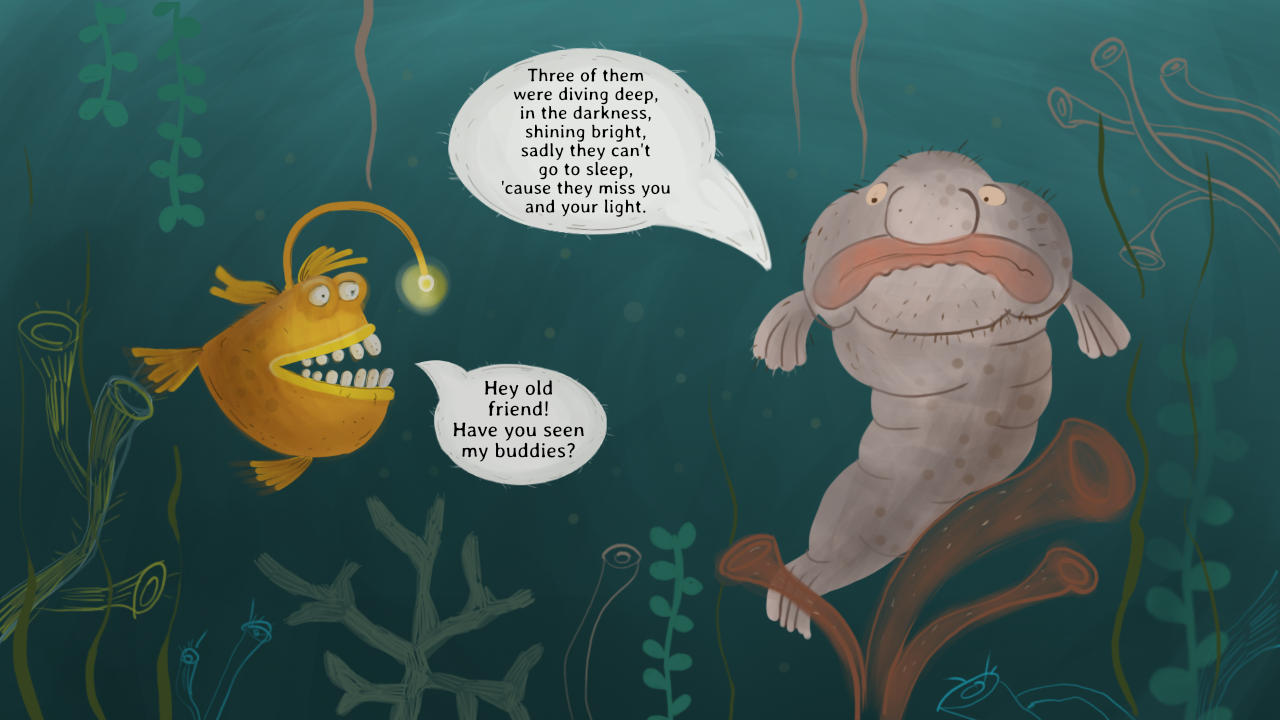 Three of them
were diving deep,
in the darkness,
shining bright,
sadly they can't
go to sleep,
'cause they miss you
and your light.
Hey old
friend!
Have you seen
my buddies?